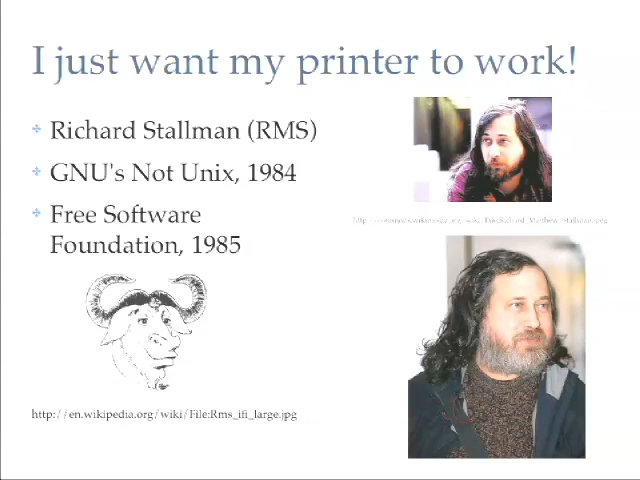 I just want my printer to work!
Richard Stallman (RMS)
GNU's Not Unix, 1984
Free Software
Foundation, 1985
http://en.wikipedia.org/wiki/File:Rms_ifi_large.jpg